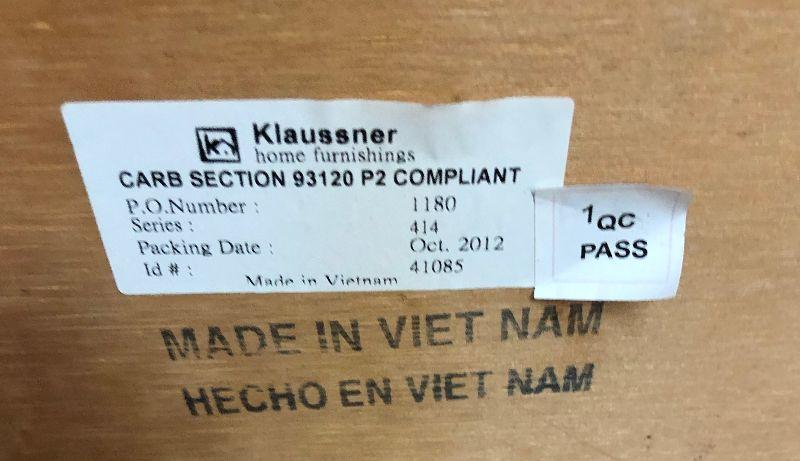 Klaussner
home furnishings
CARB SECTION 93120 P2 COMPLIANT
P.O.Number : 1180
Series : 414
Packing Date : Oct. 2012
Id # : 41085
Made in Vietnam
1QC
PASS
MADE IN VIET NAM
HECHO EN VIET NAM